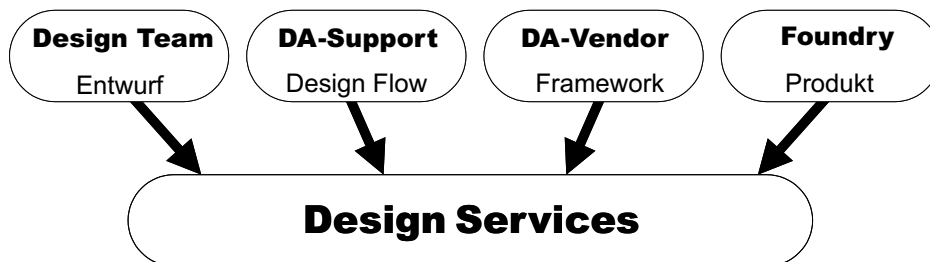 Design Team
Entwurf
DA-Support
Design Flow
DA-Vendor
Framework
Foundry
Produkt
Design Services